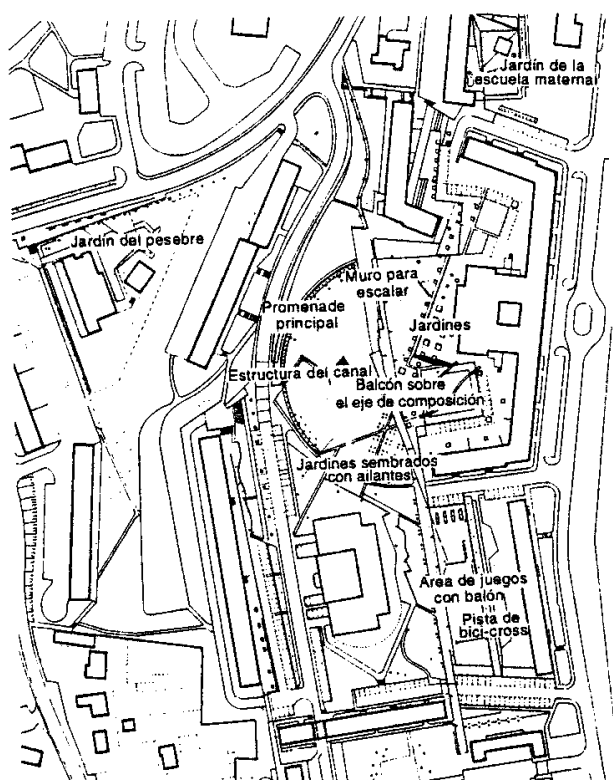 Jardín de la
escuela maternal
Jardín del pesebre
Muro para
escalar
Promenade
principal
Jardines
Estructura del canal
Balcón sobre
el eje de composición
Jardines sembrados
con ailantes
Area de juegos
con balón
Pista de
bici-cross